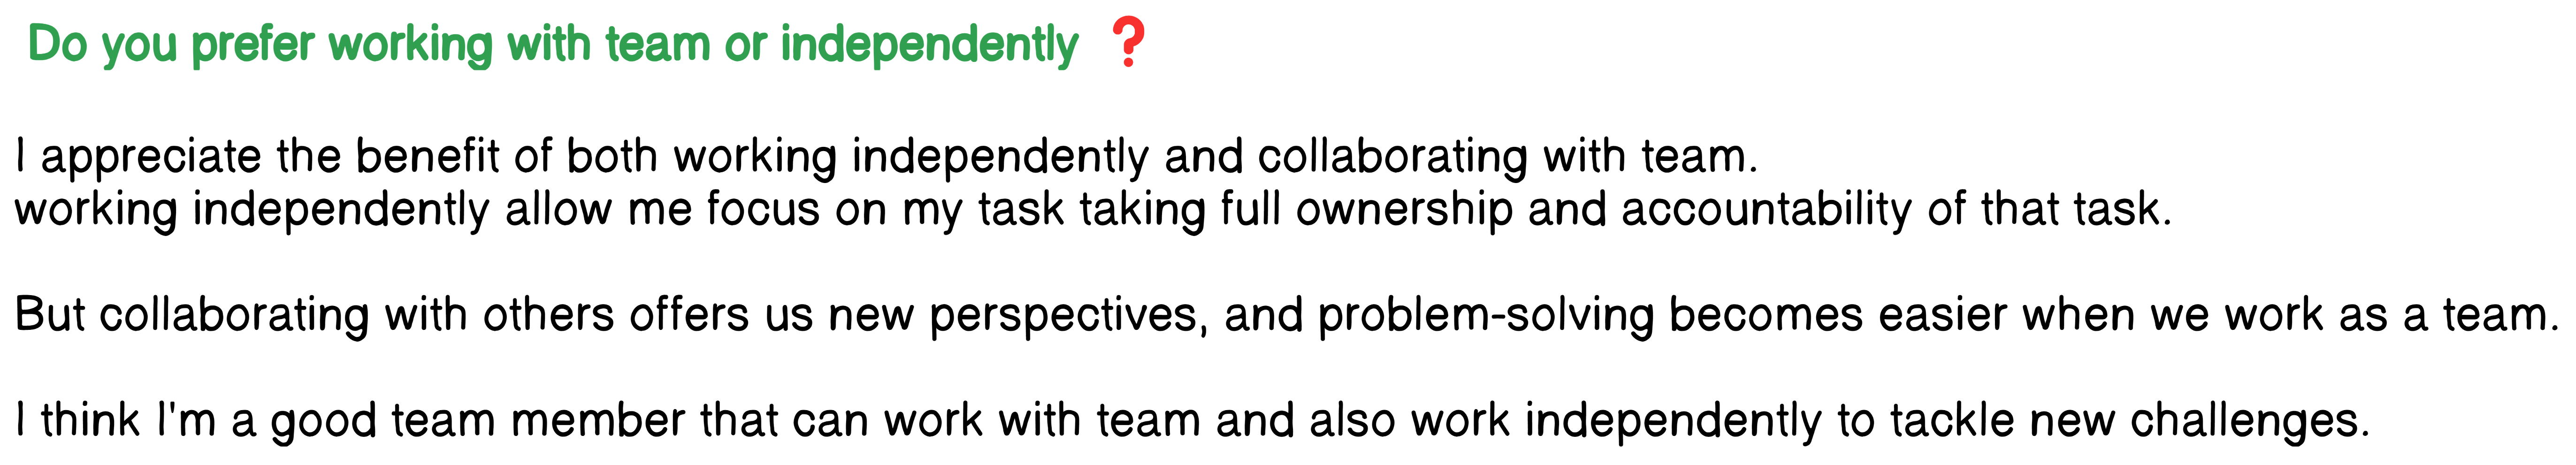 Do you prefer working with team or independently ❓
I appreciate the benefit of both working independently and collaborating with team.
working independently allow me focus on my task taking full ownership and accountability of that task.
But collaborating with others offers us new perspectives, and problem-solving becomes easier when we work as a team.
I think I'm a good team member that can work with team and also work independently to tackle new challenges.